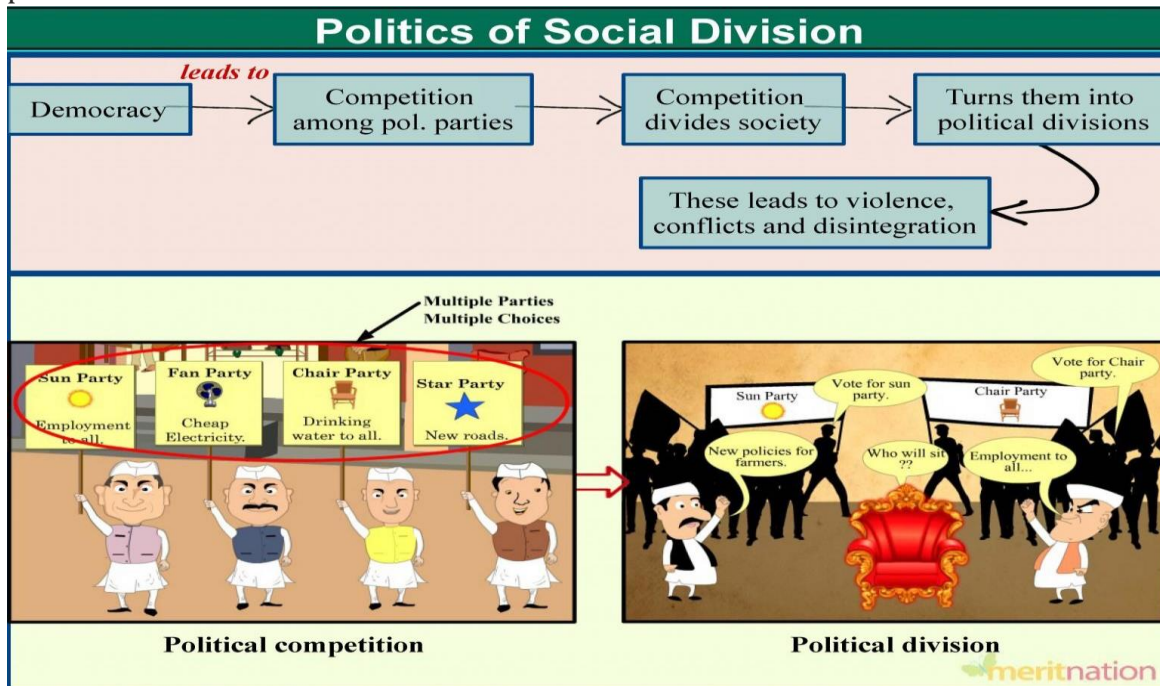 Politics of Social Division
leads to
Democracy
Competition
among pol. parties
Competition
divides society
Turns them into
political divisions
These leads to violence,
conflicts and disintegration
Multiple Parties
Multiple Choices
Sun Party
Employment
to all.
Fan Party
Cheap
Electricity.
Chair Party
Drinking
water to all.
Star Party
New roads.
Political competition
Sun Party
Chair Party
Vote for sun
party.
Vote for Chair
party.
New policies for
farmers.
Who will sit
??
Employment to
all...
Political division
meritnation